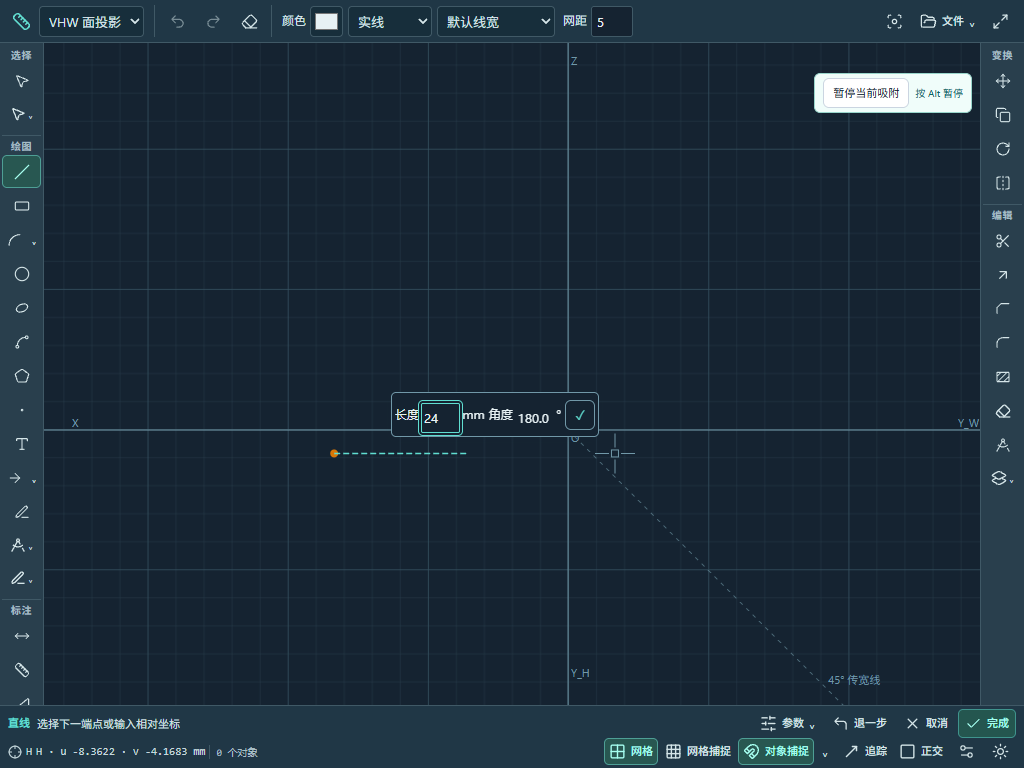 VHW 面投影 颜色 实线 默认线宽 网距 5 文件
选择
绘图
标注
变换
编辑
Z
暂停当前吸附 按 Alt 暂停
长度 24 mm 角度 180.0 °
X
Y_W
Y_H
45° 传宽线
直线 选择下一端点或输入相对坐标 参数 退一步 取消 完成
H H · u -8.3622 · v -4.1683 mm 0 个对象 网格 网格捕捉 对象捕捉 追踪 正交